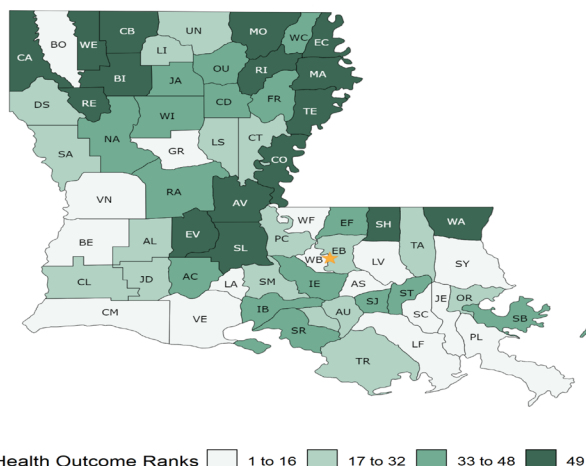 CB
UN
MO
WC
EC
BO
WE
LI
CA
BI
JA
OU
RI
MA
DS
RE
CD
FR
TE
WI
NA
SA
GR
LS
CT
CO
VN
RA
AV
WF
EF
SH
WA
EV
SL
PC
EB
TA
BE
AL
WB
LV
SY
CL
JD
AC
LA
SM
IE
AS
ST
JE
OR
SJ
CM
VE
IB
AU
SC
SB
SR
LF
PL
TR
Health Outcome Ranks 1 to 16 17 to 32 33 to 48 49